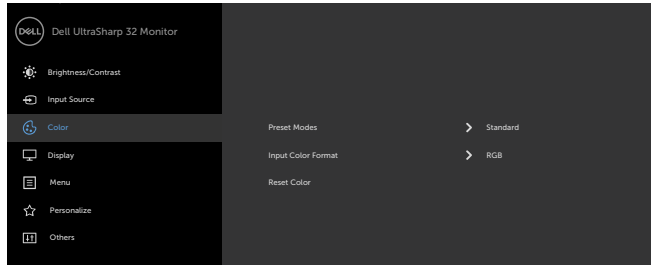 DELL
Dell UltraSharp 32 Monitor
Brightness/Contrast
Input Source
Color
Preset Modes
Standard
Display
Input Color Format
RGB
Menu
Reset Color
Personalize
Others